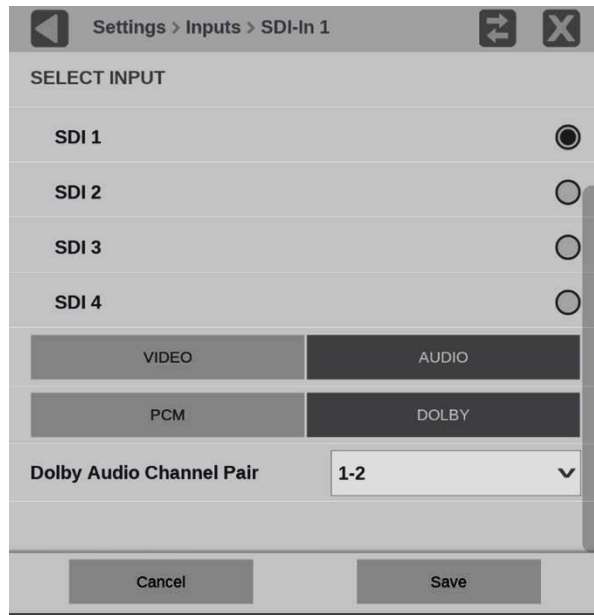 Settings > Inputs > SDI-In 1
SELECT INPUT
SDI 1
SDI 2
SDI 3
SDI 4
VIDEO AUDIO
PCM DOLBY
Dolby Audio Channel Pair 1-2
Cancel Save